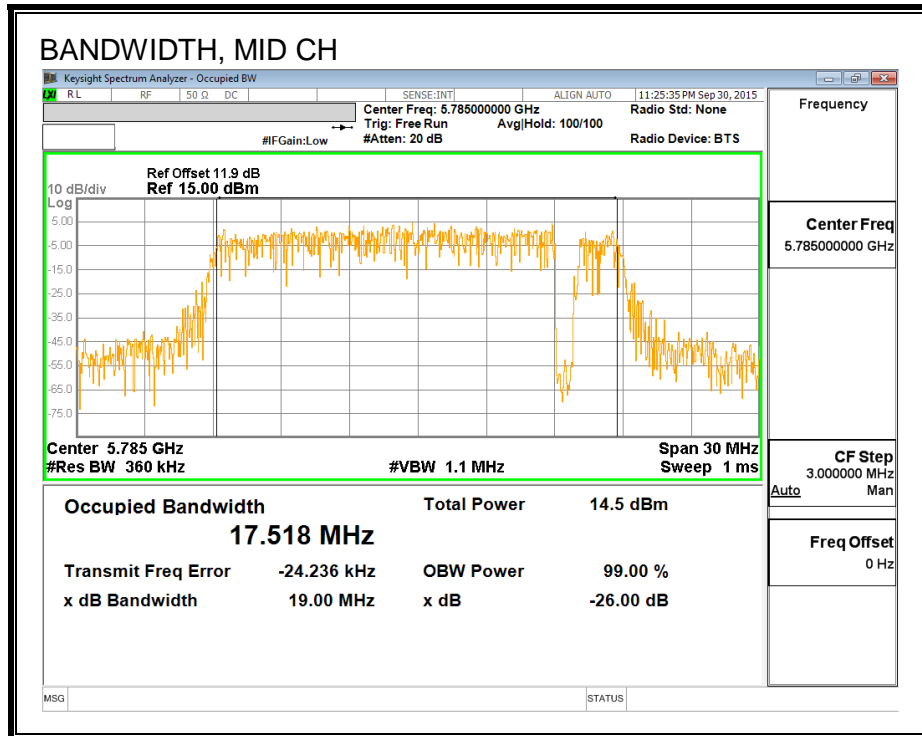 BANDWIDTH, MID CH
Keysight Spectrum Analyzer - Occupied BW
LXI RL RF 50 Ω DC SENSE:INT ALIGN AUTO 11:25:35 PM Sep 30, 2015
Center Freq: 5.785000000 GHz Radio Std: None
Trig: Free Run Avg|Hold: 100/100
#IFGain:Low #Atten: 20 dB Radio Device: BTS
Frequency
Ref Offset 11.9 dB
10 dB/div Ref 15.00 dBm
Log
5.00
-5.00
-15.0
-25.0
-35.0
-45.0
-55.0
-65.0
-75.0
Center 5.785 GHz Span 30 MHz
#Res BW 360 kHz #VBW 1.1 MHz Sweep 1 ms
Occupied Bandwidth Total Power 14.5 dBm
17.518 MHz
Transmit Freq Error -24.236 kHz OBW Power 99.00 %
x dB Bandwidth 19.00 MHz x dB -26.00 dB
Center Freq
5.785000000 GHz
CF Step
3.000000 MHz
Auto Man
Freq Offset
0 Hz
MSG STATUS